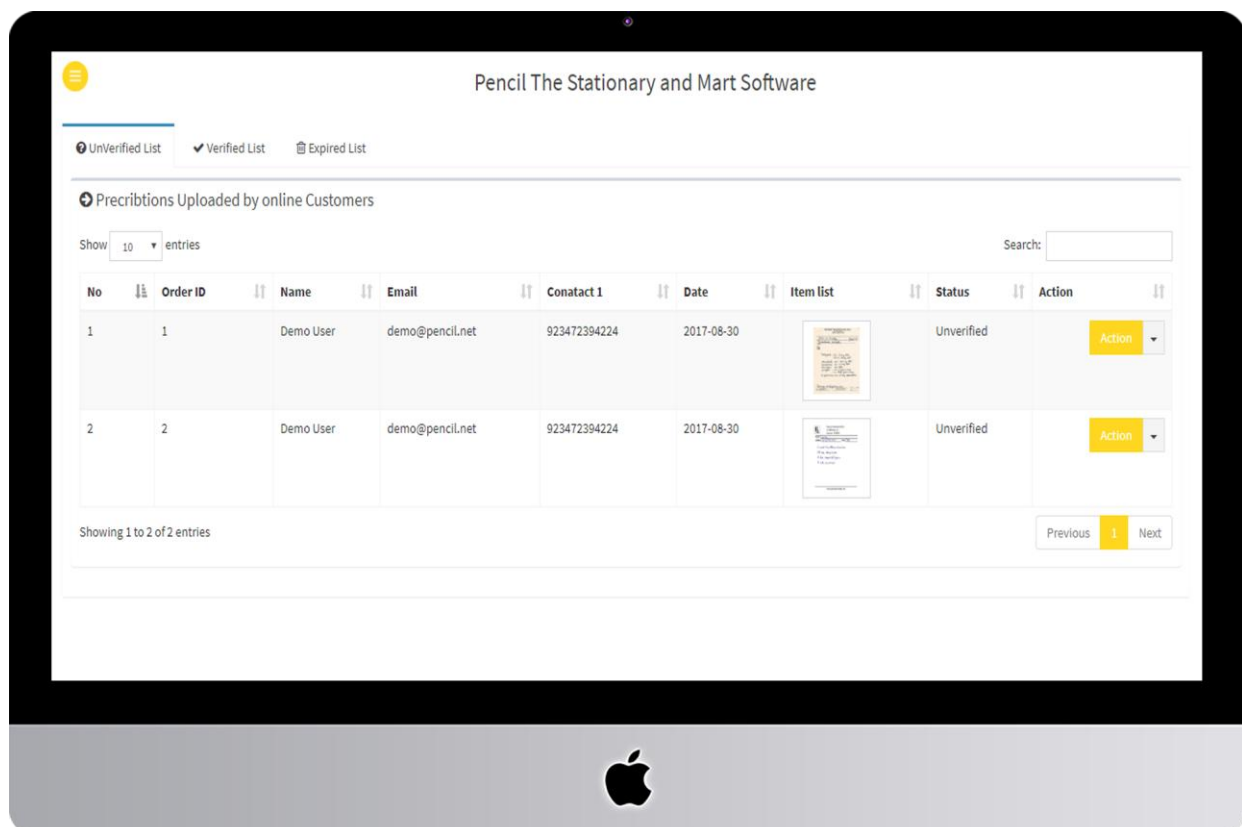 Pencil The Stationary and Mart Software
UnVerified List Verified List Expired List
Precribtions Uploaded by online Customers
Show 10 entries Search:
No Order ID Name Email Conatact 1 Date Item list Status Action
1 1 Demo User demo@pencil.net 923472394224 2017-08-30 Unverified Action
2 2 Demo User demo@pencil.net 923472394224 2017-08-30 Unverified Action
Showing 1 to 2 of 2 entries Previous 1 Next